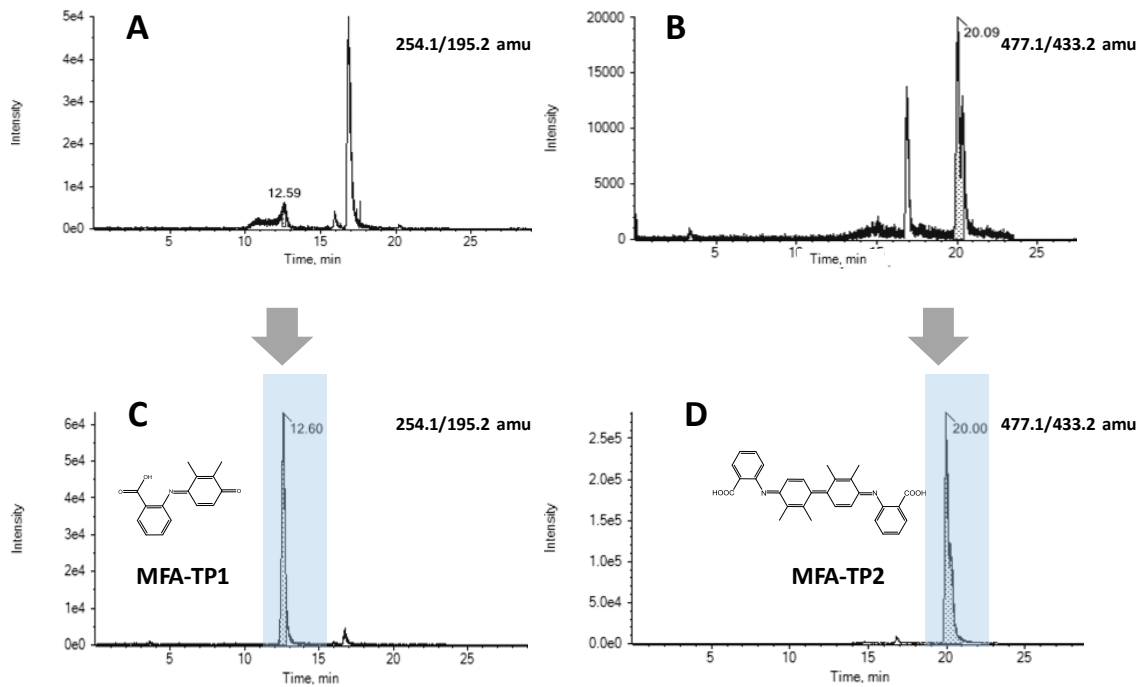 A
254.1/195.2 amu
5e4
4e4
3e4
2e4
1e4
0e0
Intensity
12.59
5
10
15
20
25
Time, min
B
477.1/433.2 amu
20000
15000
10000
5000
0
Intensity
20.09
5
10
15
20
25
Time, min
C
254.1/195.2 amu
6e4
5e4
4e4
3e4
2e4
1e4
0e0
Intensity
12.60
O
OH
N
O
MFA-TP1
5
10
15
20
25
Time, min
D
477.1/433.2 amu
2.5e5
2.0e5
1.5e5
1.0e5
5.0e4
0.0e0
Intensity
20.00
HOOC
N
N
COOH
MFA-TP2
5
10
15
20
25
Time, min